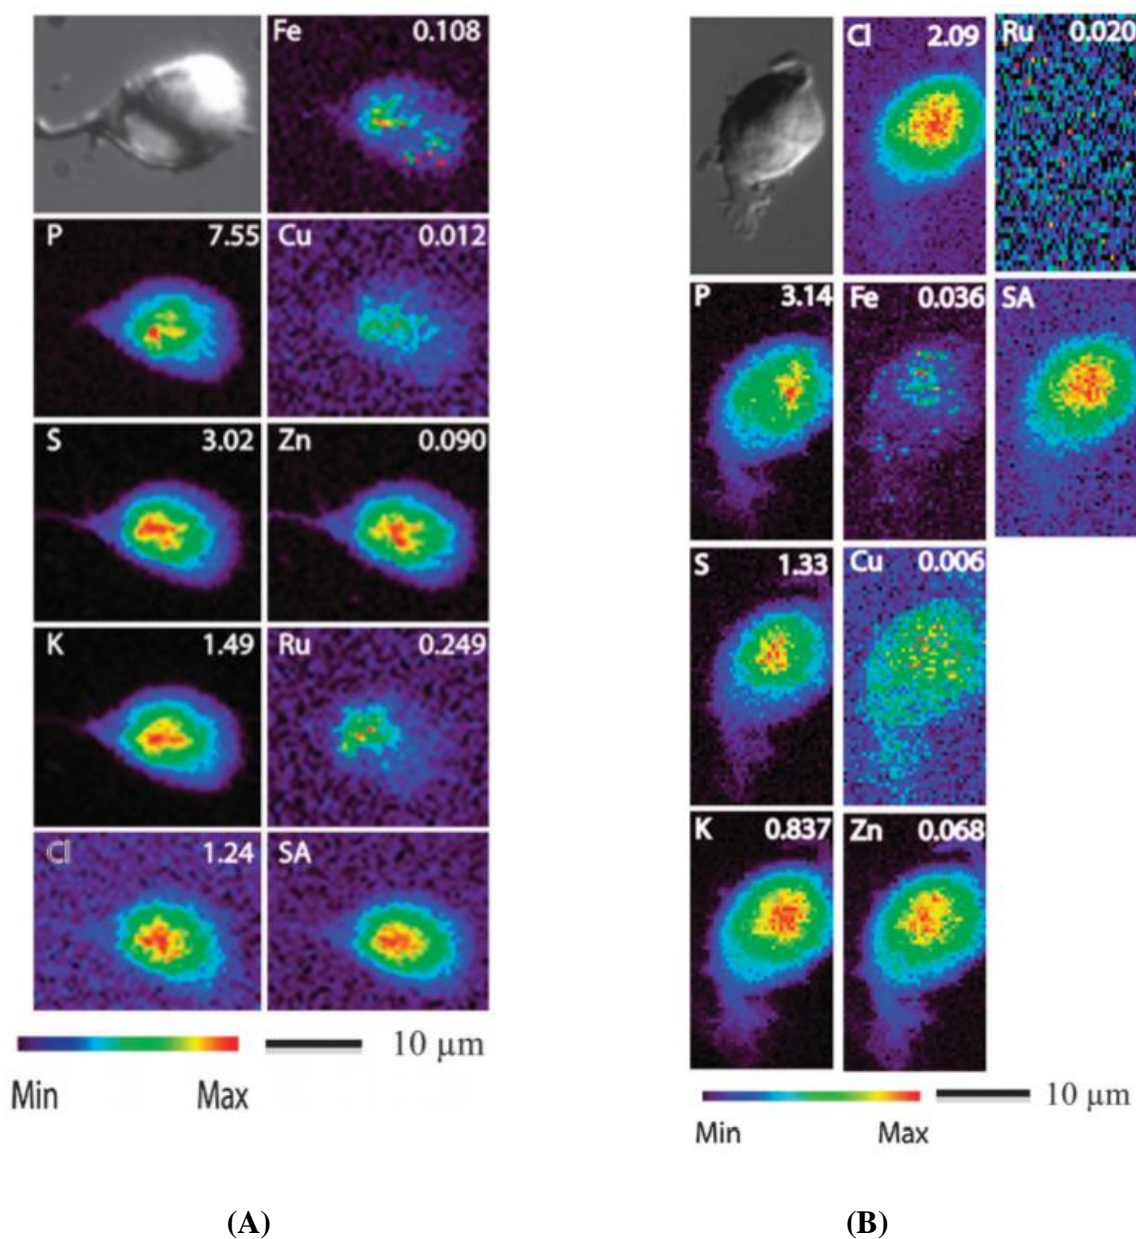 Fe 0.108
P 7.55
Cu 0.012
S 3.02
Zn 0.090
K 1.49
Ru 0.249
Cl 1.24
SA
10 µm
Min Max
(A)
Cl 2.09
Ru 0.020
P 3.14
Fe 0.036
SA
S 1.33
Cu 0.006
K 0.837
Zn 0.068
10 µm
Min Max
(B)